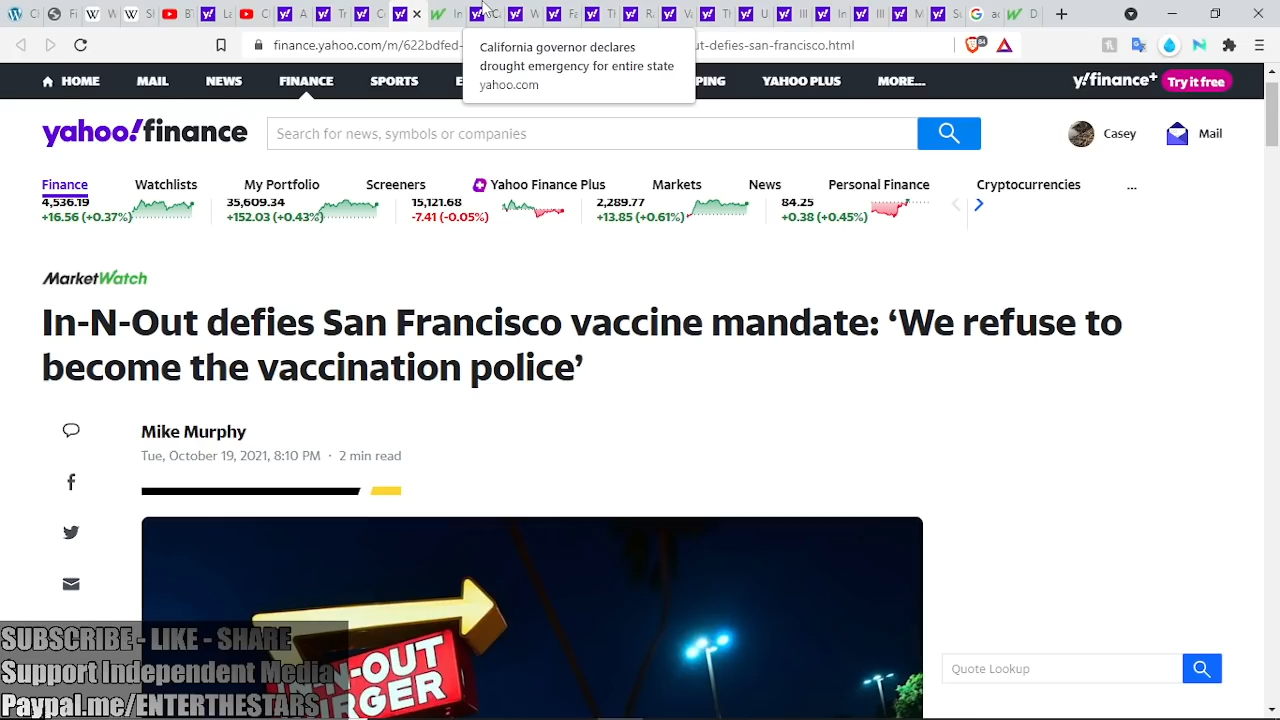 finance.yahoo.com/m/622bdfed-
ut-defies-san-francisco.html
84
California governor declares
drought emergency for entire state
yahoo.com
HOME
MAIL
NEWS
FINANCE
SPORTS
PING
YAHOO PLUS
MORE...
y!finance+
Try it free
yahoo!finance
Search for news, symbols or companies
Casey
Mail
Finance
Watchlists
My Portfolio
Screeners
Yahoo Finance Plus
Markets
News
Personal Finance
Cryptocurrencies
...
4,536.19
+16.56 (+0.37%)
35,609.34
+152.03 (+0.43%)
15,121.68
-7.41 (-0.05%)
2,289.77
+13.85 (+0.61%)
84.25
+0.38 (+0.45%)
MarketWatch
In-N-Out defies San Francisco vaccine mandate: ‘We refuse to
become the vaccination police’
Mike Murphy
Tue, October 19, 2021, 8:10 PM · 2 min read
N-OUT
RGER
Quote Lookup
SUBSCRIBE - LIKE - SHARE
Support Independent Media
Paypal.me/ENTERTHESTARS